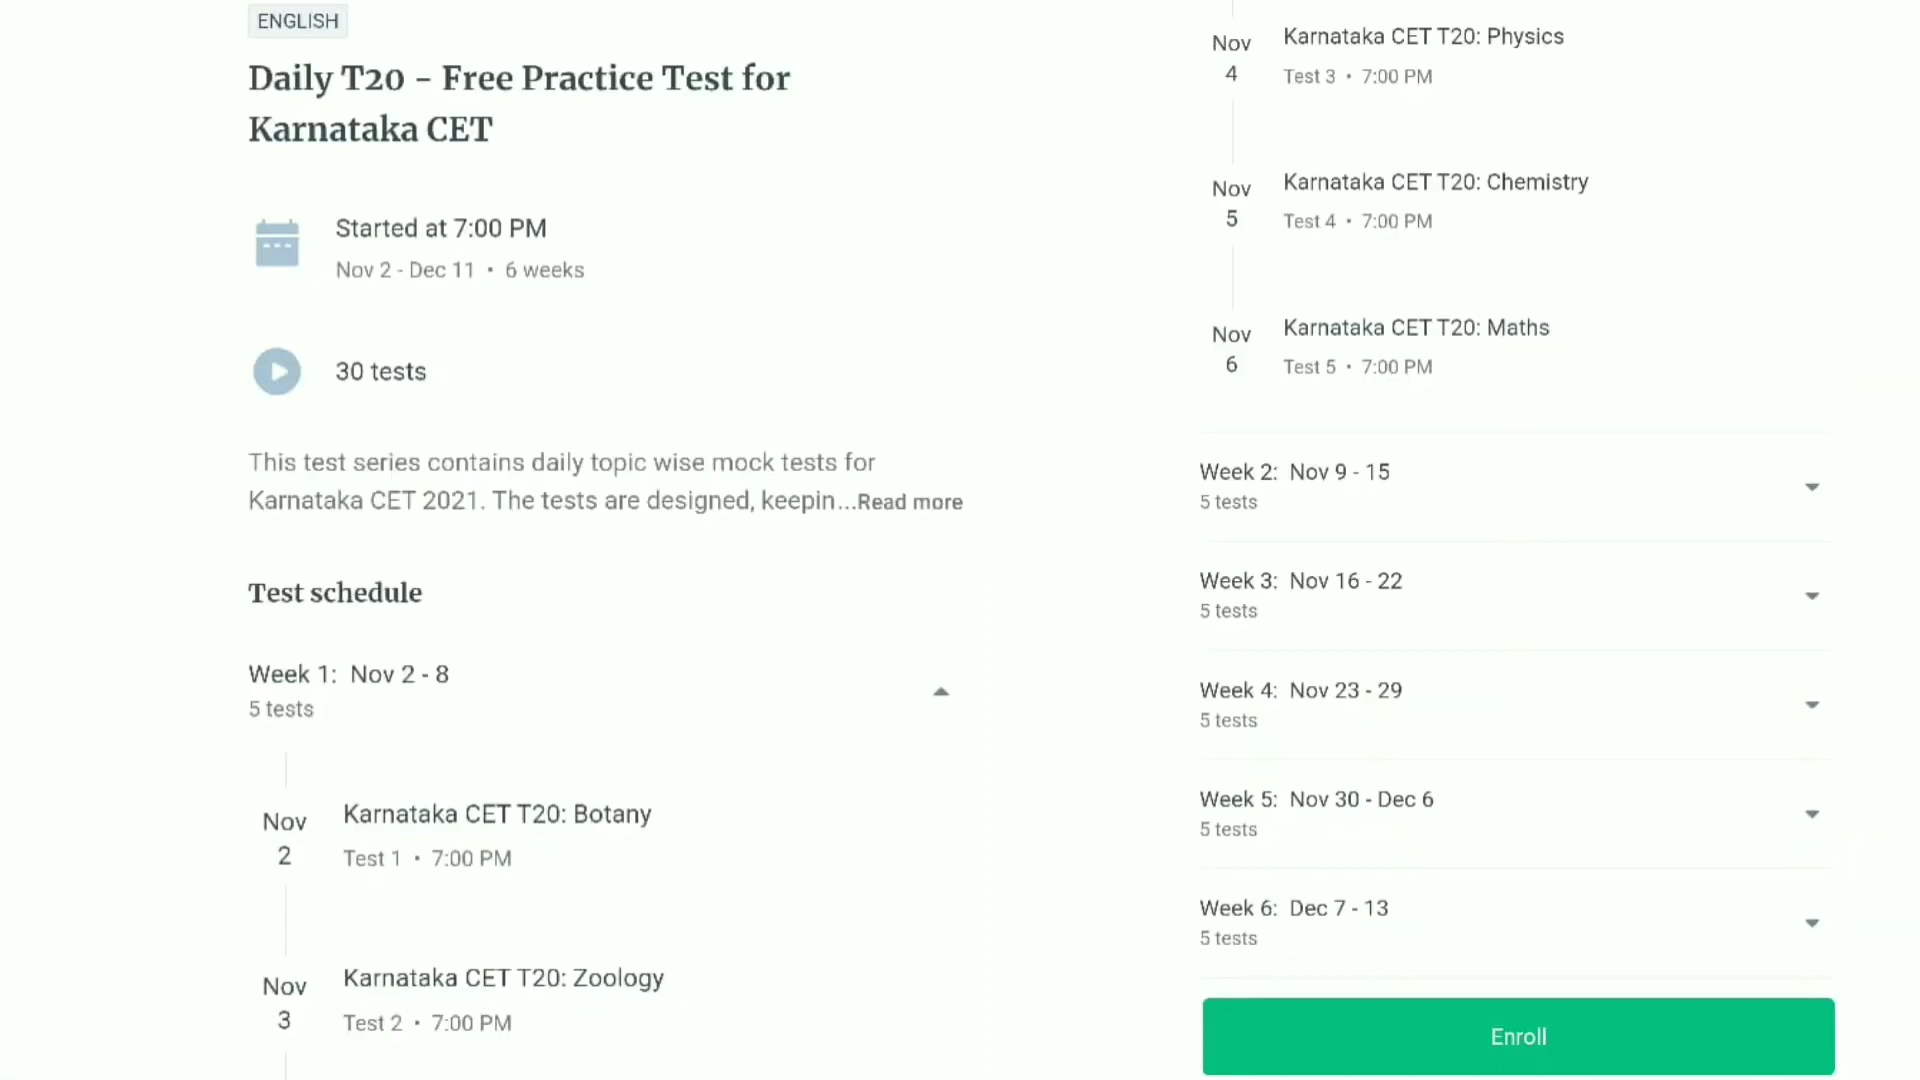 ENGLISH
Daily T20 - Free Practice Test for
Karnataka CET
Started at 7:00 PM
Nov 2 - Dec 11 • 6 weeks
30 tests
This test series contains daily topic wise mock tests for
Karnataka CET 2021. The tests are designed, keepin...Read more
Test schedule
Week 1: Nov 2 - 8
5 tests
Nov
2
Karnataka CET T20: Botany
Test 1 • 7:00 PM
Nov
3
Karnataka CET T20: Zoology
Test 2 • 7:00 PM
Nov
4
Karnataka CET T20: Physics
Test 3 • 7:00 PM
Nov
5
Karnataka CET T20: Chemistry
Test 4 • 7:00 PM
Nov
6
Karnataka CET T20: Maths
Test 5 • 7:00 PM
Week 2: Nov 9 - 15
5 tests
Week 3: Nov 16 - 22
5 tests
Week 4: Nov 23 - 29
5 tests
Week 5: Nov 30 - Dec 6
5 tests
Week 6: Dec 7 - 13
5 tests
Enroll